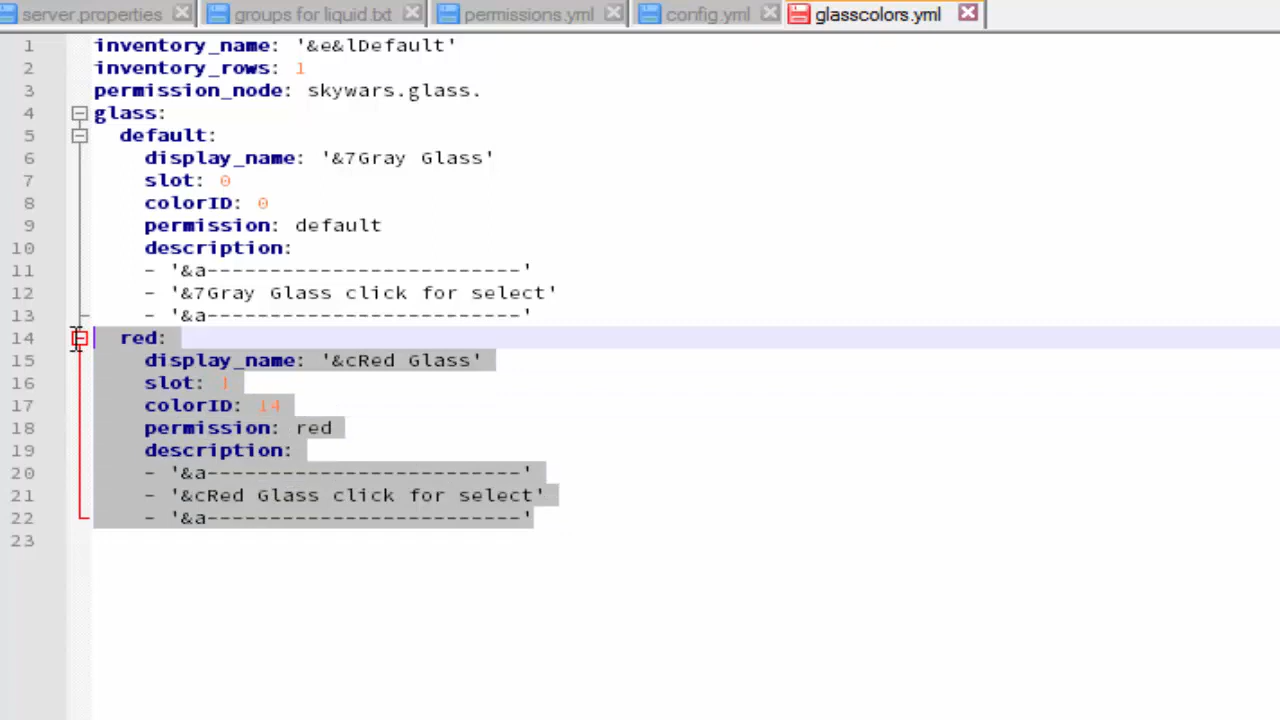 server.properties groups for liquid.txt permissions.yml config.yml glasscolors.yml
1 inventory_name: '&e&lDefault'
2 inventory_rows: 1
3 permission_node: skywars.glass.
4 glass:
5 default:
6 display_name: '&7Gray Glass'
7 slot: 0
8 colorID: 0
9 permission: default
10 description:
11 - '&a-------------------------'
12 - '&7Gray Glass click for select'
13 - '&a-------------------------'
14 red:
15 display_name: '&cRed Glass'
16 slot: 1
17 colorID: 14
18 permission: red
19 description:
20 - '&a-------------------------'
21 - '&cRed Glass click for select'
22 - '&a-------------------------'
23